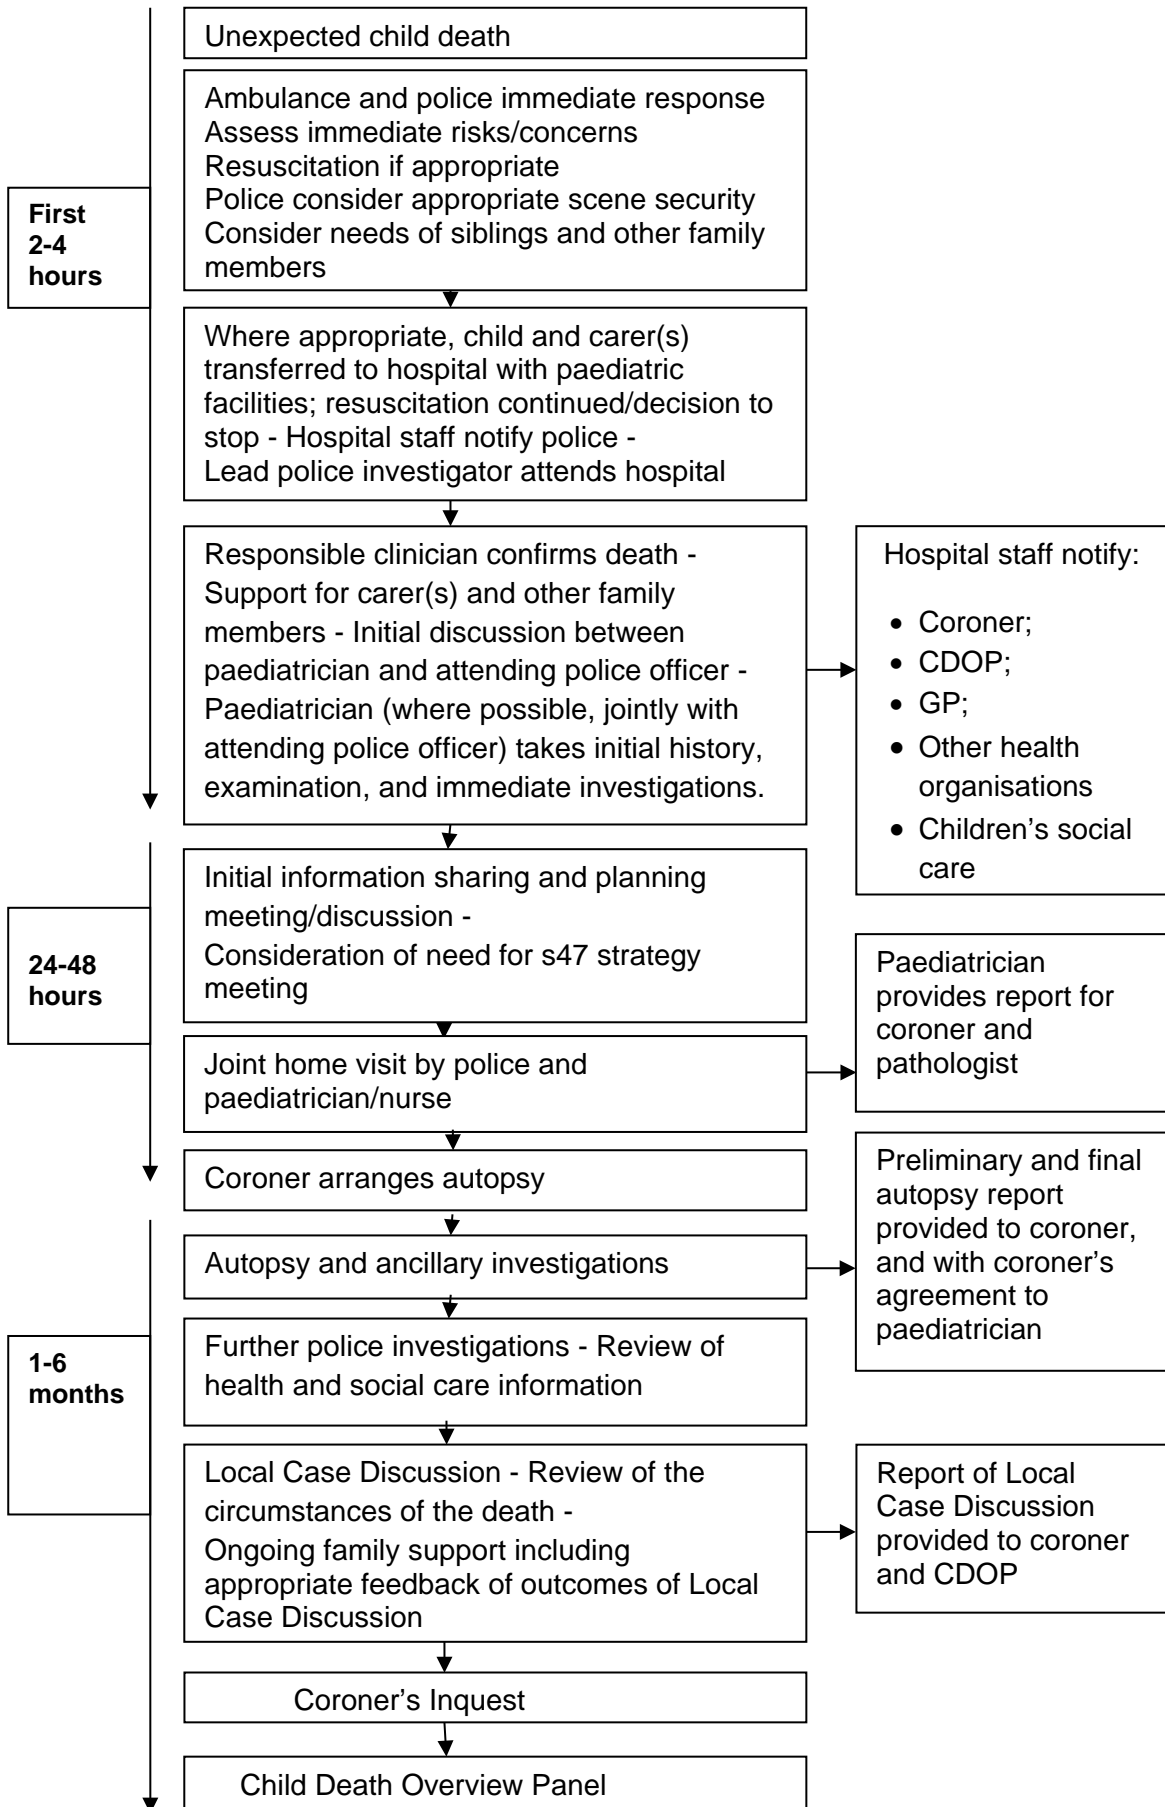 Unexpected child death
Ambulance and police immediate response
Assess immediate risks/concerns
Resuscitation if appropriate
Police consider appropriate scene security
Consider needs of siblings and other family
members
First
2-4
hours
Where appropriate, child and carer(s)
transferred to hospital with paediatric
facilities; resuscitation continued/decision to
stop - Hospital staff notify police -
Lead police investigator attends hospital
Responsible clinician confirms death -
Support for carer(s) and other family
members - Initial discussion between
paediatrician and attending police officer -
Paediatrician (where possible, jointly with
attending police officer) takes initial history,
examination, and immediate investigations.
Hospital staff notify:
• Coroner;
• CDOP;
• GP;
• Other health
organisations
• Children’s social
care
24-48
hours
Initial information sharing and planning
meeting/discussion -
Consideration of need for s47 strategy
meeting
Joint home visit by police and
paediatrician/nurse
Paediatrician
provides report for
coroner and
pathologist
Coroner arranges autopsy
Autopsy and ancillary investigations
Preliminary and final
autopsy report
provided to coroner,
and with coroner’s
agreement to
paediatrician
1-6
months
Further police investigations - Review of
health and social care information
Local Case Discussion - Review of the
circumstances of the death -
Ongoing family support including
appropriate feedback of outcomes of Local
Case Discussion
Report of Local
Case Discussion
provided to coroner
and CDOP
Coroner’s Inquest
Child Death Overview Panel